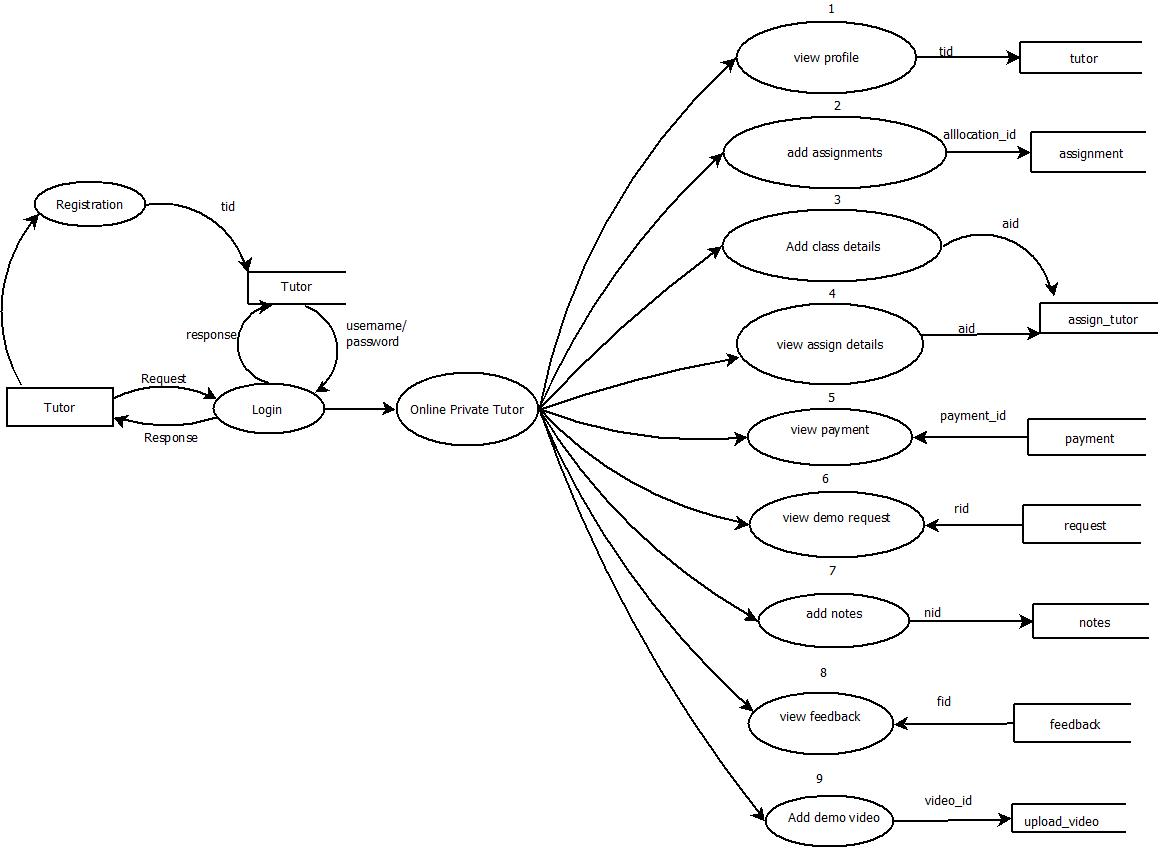 1
view profile
tid
tutor
2
add assignments
alllocation_id
assignment
3
Add class details
aid
4
view assign details
aid
assign_tutor
5
view payment
payment_id
payment
6
view demo request
rid
request
7
add notes
nid
notes
8
view feedback
fid
feedback
9
Add demo video
video_id
upload_video
Registration
tid
Tutor
response
username/
password
Tutor
Request
Response
Login
Online Private Tutor